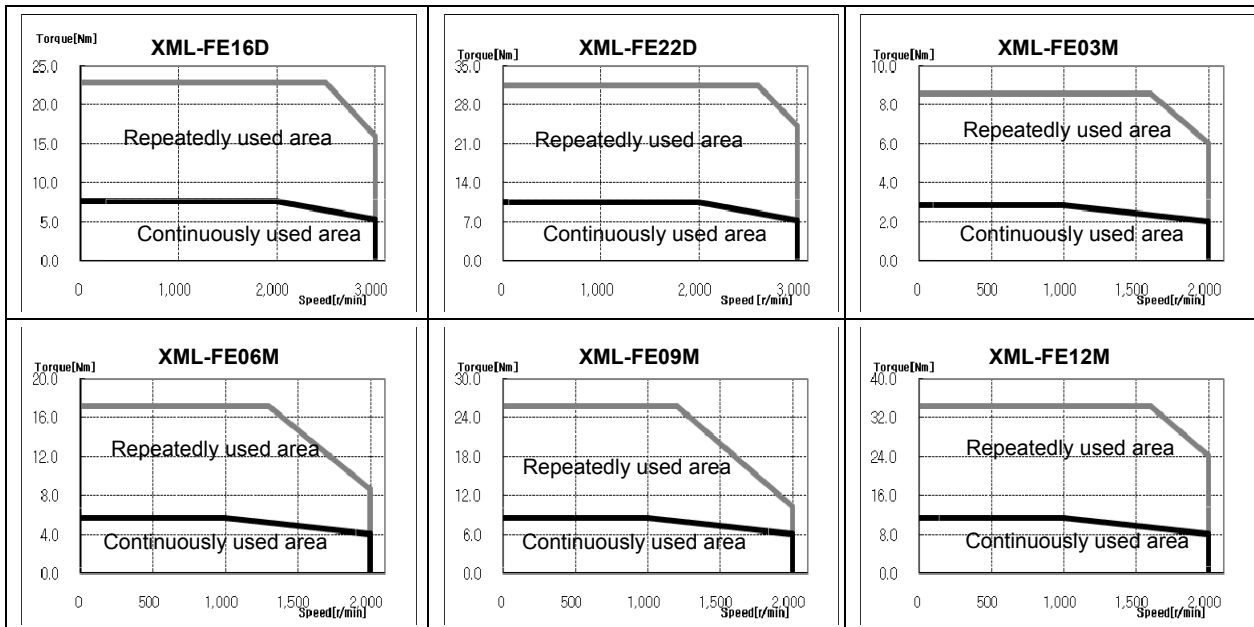 Torque[Nm]
XML-FE16D
25.0
20.0
15.0
10.0
5.0
0.0
Repeatedly used area
Continuously used area
0 1,000 2,000 3,000
Speed[r/min]
Torque[Nm]
XML-FE22D
35.0
28.0
21.0
14.0
7.0
0.0
Repeatedly used area
Continuously used area
0 1,000 2,000 3,000
Speed[r/min]
Torque[Nm]
XML-FE03M
10.0
8.0
6.0
4.0
2.0
0.0
Repeatedly used area
Continuously used area
0 500 1,000 1,500 2,000
Speed[r/min]
Torque[Nm]
XML-FE06M
20.0
16.0
12.0
8.0
4.0
0.0
Repeatedly used area
Continuously used area
0 500 1,000 1,500 2,000
Speed[r/min]
Torque[Nm]
XML-FE09M
30.0
24.0
18.0
12.0
6.0
0.0
Repeatedly used area
Continuously used area
0 500 1,000 1,500 2,000
Speed[r/min]
Torque[Nm]
XML-FE12M
40.0
32.0
24.0
16.0
8.0
0.0
Repeatedly used area
Continuously used area
0 500 1,000 1,500 2,000
Speed[r/min]